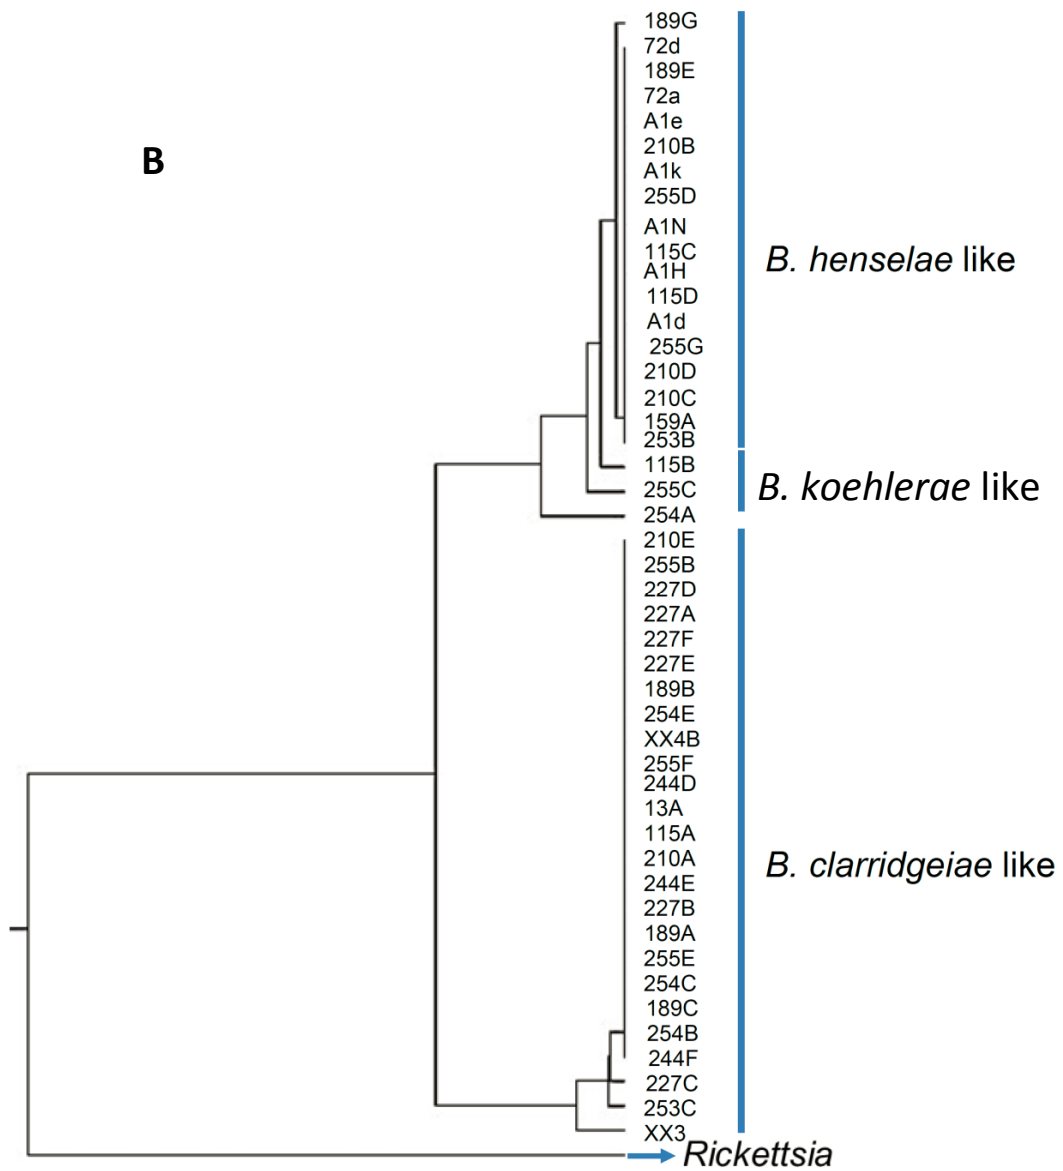 189G
72d
189E
72a
A1e
B
210B
A1k
255D
A1N
115C
B. henselae like
A1H
115D
A1d
255G
210D
210C
159A
253B
115B
255C
B. koehlerae like
254A
210E
255B
227D
227A
227F
227E
189B
254E
XX4B
255F
244D
13A
115A
210A
B. clarridgeiae like
244E
227B
189A
255E
254C
189C
254B
244F
227C
253C
XX3
Rickettsia